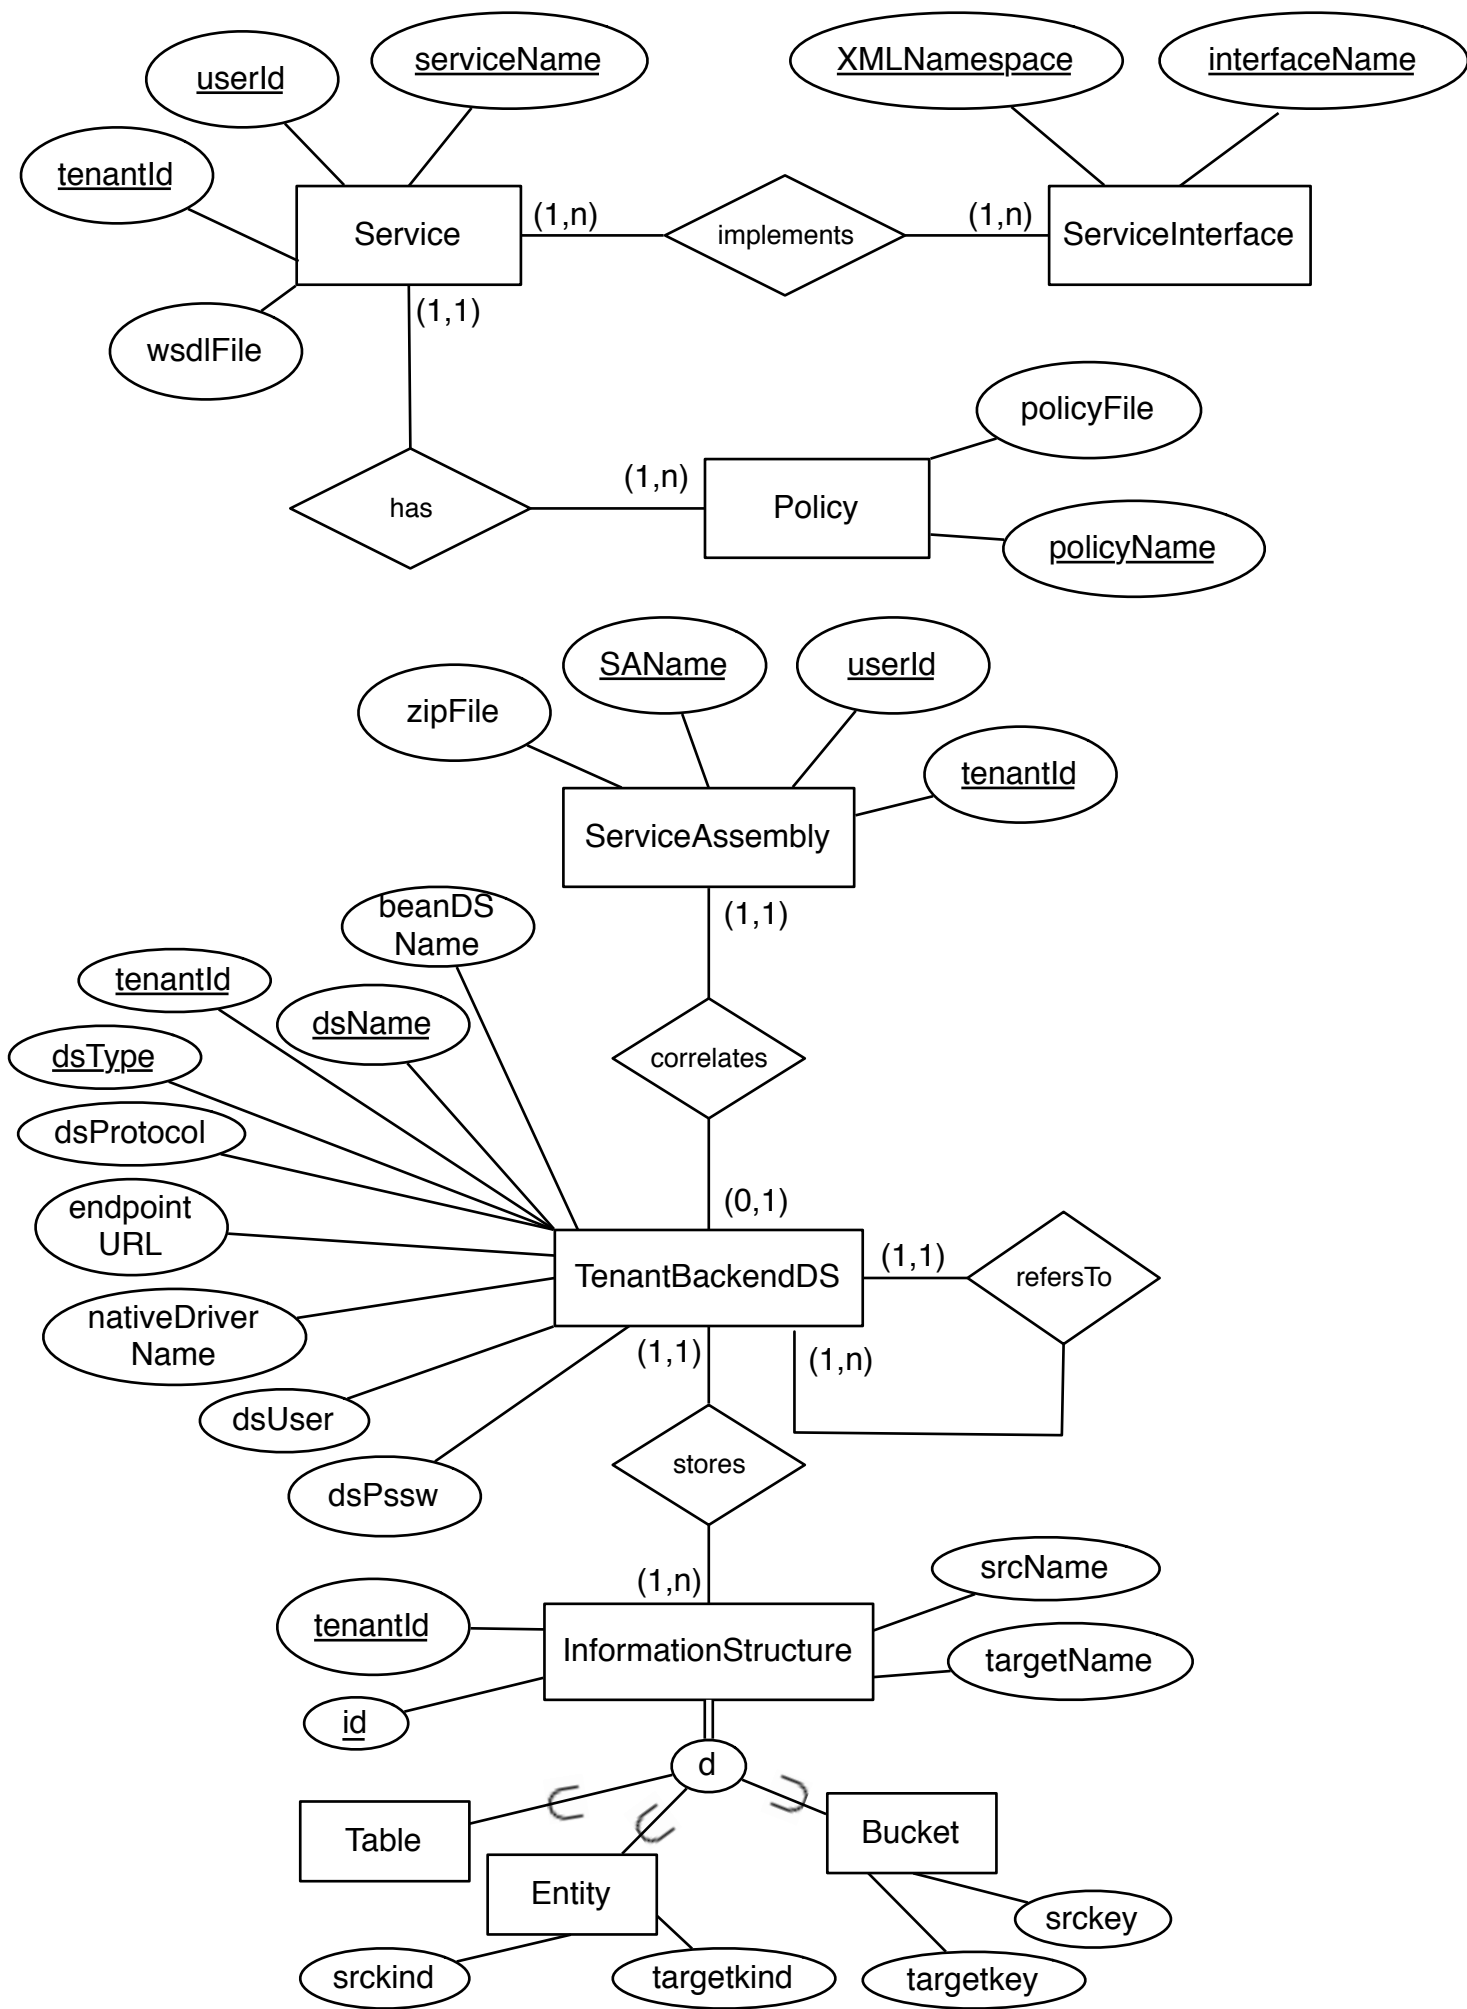 serviceName
XMLNamespace
interfaceName
userId
tenantId
Service
(1,n)
implements
(1,n)
ServiceInterface
(1,1)
wsdlFile
policyFile
(1,n)
has
Policy
policyName
SAName
userId
zipFile
tenantId
ServiceAssembly
beanDS
Name
(1,1)
tenantId
dsName
dsType
correlates
dsProtocol
endpoint
URL
(0,1)
(1,1)
TenantBackendDS
refersTo
nativeDriver
Name
(1,1)
(1,n)
dsUser
stores
dsPssw
srcName
(1,n)
tenantId
InformationStructure
targetName
id
d
Table
Bucket
Entity
srckey
srckind
targetkind
targetkey